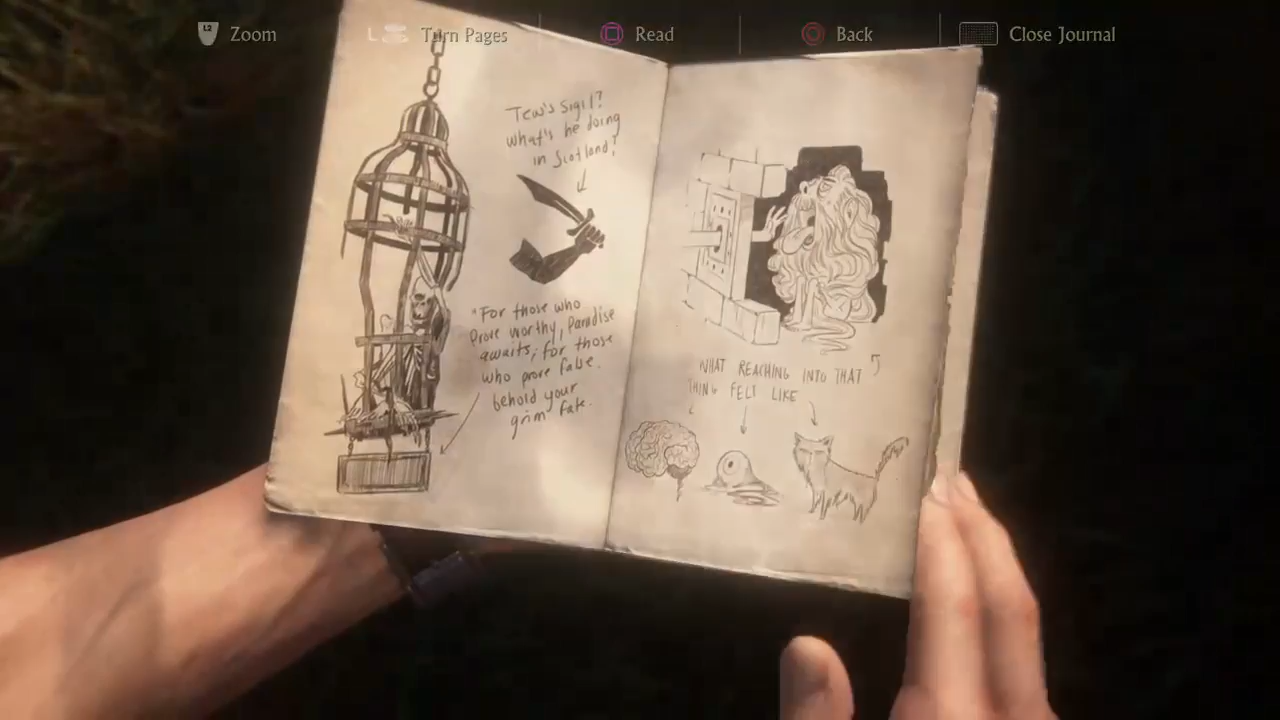 L2 Zoom
L Turn Pages
Read
Back
Close Journal
Tew's Sigil?
What's he doing
in Scotland?
"For those who
Prove worthy, Paradise
awaits; for those
who prove false.
behold your
grim fate.
WHAT REACHING INTO THAT
THING FELT LIKE